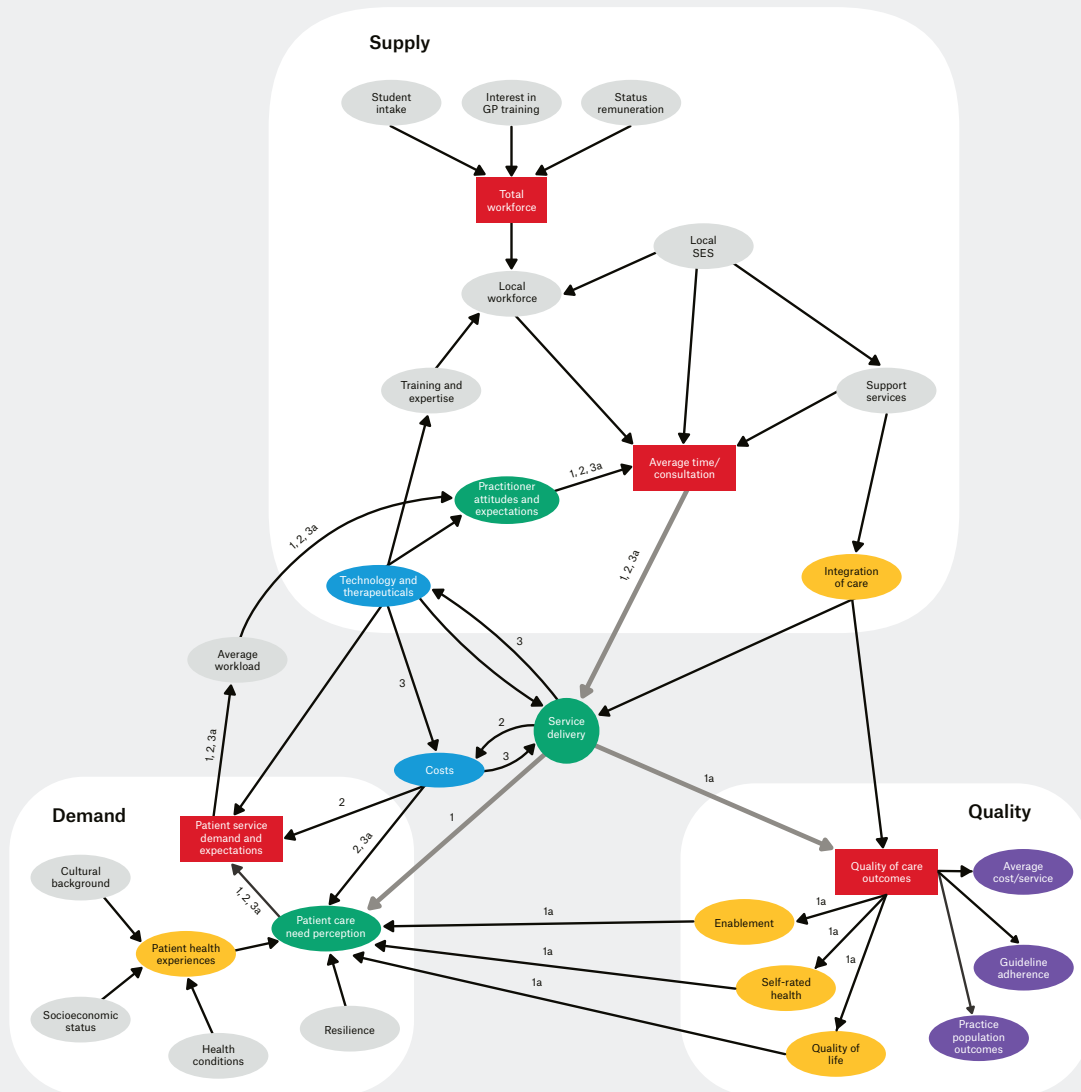 Supply
Student
intake
Interest in
GP training
Status
remuneration
Total
workforce
Local
SES
Local
workforce
Training and
expertise
Support
services
Average time/
consultation
1, 2, 3a
Practitioner
attitudes and
expectations
1, 2, 3a
1, 2, 3a
Technology and
therapeuticals
Integration
of care
Average
workload
3
3
1, 2, 3a
Service
delivery
2
3
Costs
1a
2
1
2, 3a
Demand
Patient service
demand and
expectations
Cultural
background
1, 2, 3a
Patient care
need perception
Patient health
experiences
Socioeconomic
status
Health
conditions
Resilience
Quality
Quality of care
outcomes
Average
cost/service
1a
1a
Enablement
1a
1a
1a
Self-rated
health
1a
Guideline
adherence
Quality of
life
Practice
population
outcomes